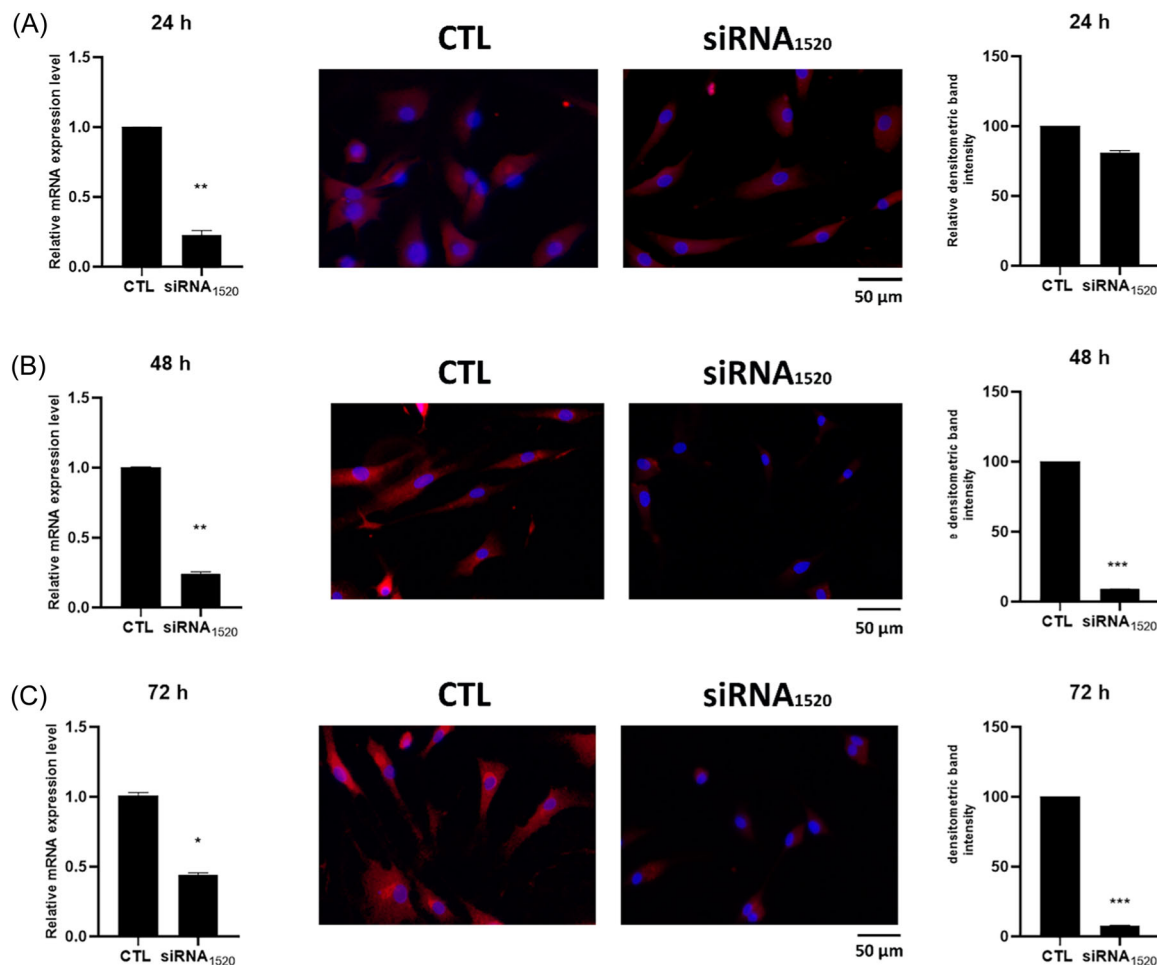 (A)
24 h
Relative mRNA expression level
1.5
1.0
0.5
0.0
**
CTL siRNA1520
CTL
siRNA1520
50 µm
24 h
Relative densitometric band
intensity
150
100
50
0
CTL siRNA1520
(B)
48 h
Relative mRNA expression level
1.5
1.0
0.5
0.0
**
CTL siRNA1520
CTL
siRNA1520
50 µm
48 h
e densitometric band
intensity
150
100
50
0
***
CTL siRNA1520
(C)
72 h
Relative mRNA expression level
1.5
1.0
0.5
0.0
*
CTL siRNA1520
CTL
siRNA1520
50 µm
72 h
densitometric band
intensity
150
100
50
0
***
CTL siRNA1520